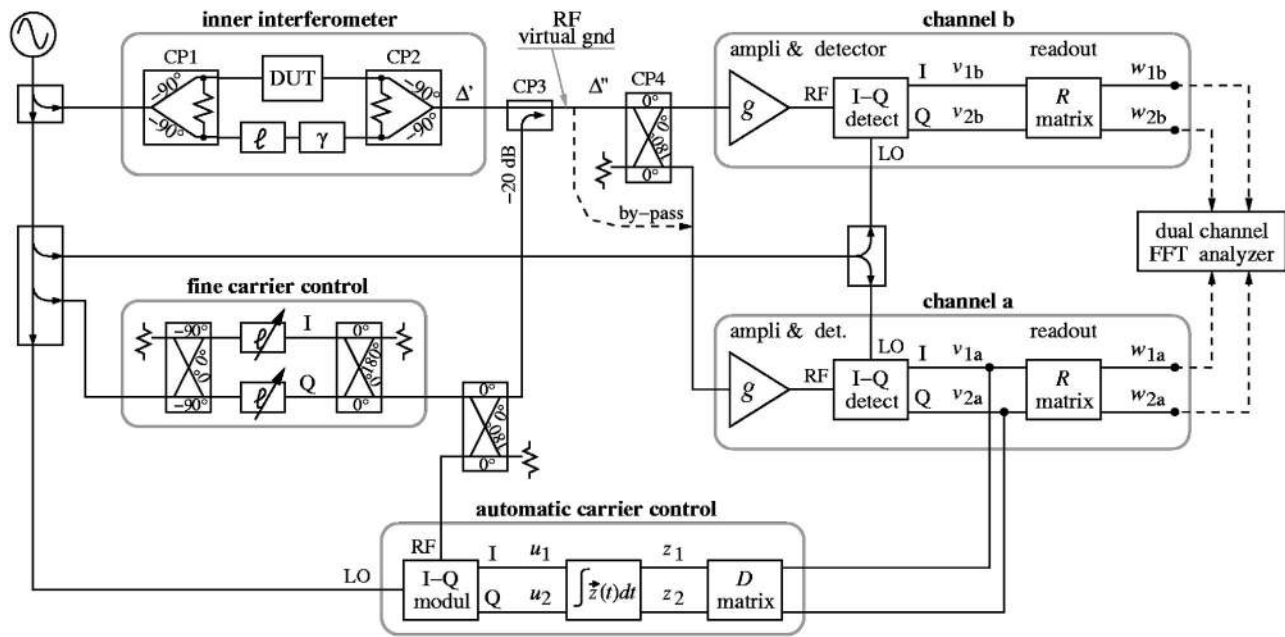 inner interferometer
RF
virtual gnd
channel b
CP1
−90°
−90°
DUT
ℓ
γ
CP2
−90°
−90°
Δ'
CP3
−20 dB
Δ"
CP4
0°
0°
180°
0°
by−pass
ampli & detector
g
RF
I−Q
detect
LO
I
Q
v1b
v2b
readout
R
matrix
w1b
w2b
dual channel
FFT analyzer
fine carrier control
−90°
0°
0°
−90°
ℓ
ℓ
I
Q
0°
180°
0
0°
0°
0°
180°
0°
channel a
ampli & det.
g
RF
I−Q
detect
LO
I
Q
v1a
v2a
readout
R
matrix
w1a
w2a
automatic carrier control
LO
RF
I−Q
modul
I
Q
u1
u2
∫z⃗(t)dt
z1
z2
D
matrix